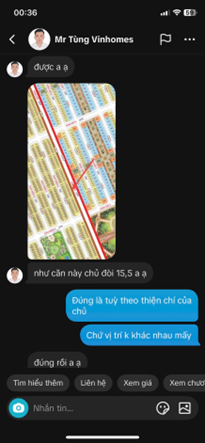 00:36
Mr Tùng Vinhomes
được a ạ
như căn này chủ đòi 15,5 a ạ
Đúng là tuỳ theo thiện chí của
chủ
Chứ vị trí k khác nhau mấy
đúng rồi a ạ
Tìm hiểu thêm
Liên hệ
Xem giá
Xem chươ
Nhắn tin...